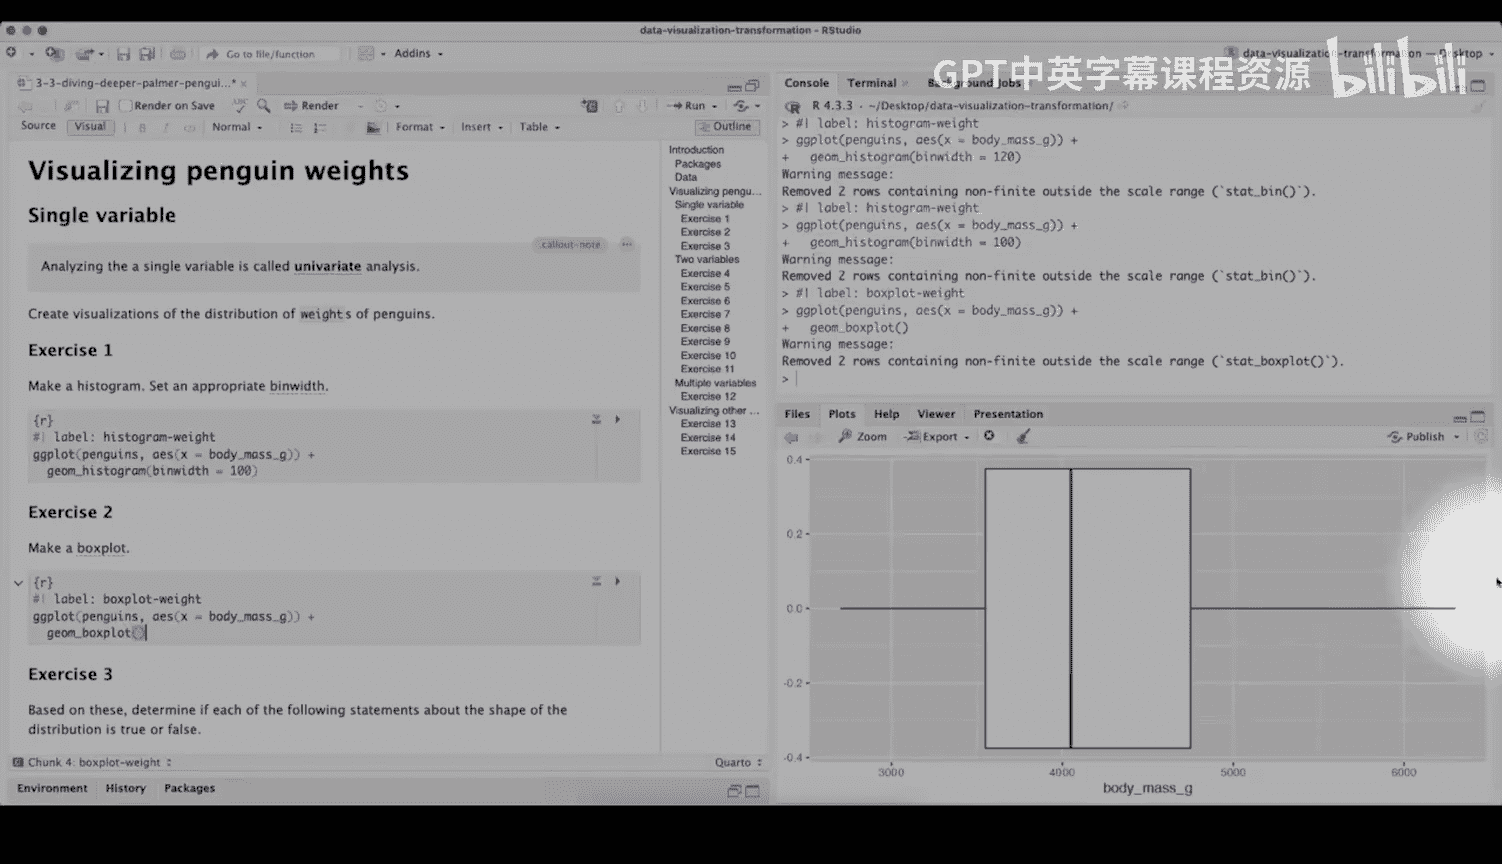 data-visualization-transformation – RStudio
Go to file/function
Addins
data-visualization-transformation — Desktop
GPT中英字幕课程资源
bilibili
3-3-diving-deeper-palmer-pengui...*
Render on Save
Render
Run
Source
Visual
Normal
Format
Insert
Table
Outline
Visualizing penguin weights
Single variable
.callout-note
Analyzing the a single variable is called univariate analysis.
Create visualizations of the distribution of weights of penguins.
Exercise 1
Make a histogram. Set an appropriate binwidth.
{r}
#| label: histogram-weight
ggplot(penguins, aes(x = body_mass_g)) +
geom_histogram(binwidth = 100)
Exercise 2
Make a boxplot.
{r}
#| label: boxplot-weight
ggplot(penguins, aes(x = body_mass_g)) +
geom_boxplot()
Exercise 3
Based on these, determine if each of the following statements about the shape of the
distribution is true or false.
Chunk 4: boxplot-weight
Quarto
Environment
History
Packages
Introduction
Packages
Data
Visualizing pengu...
Single variable
Exercise 1
Exercise 2
Exercise 3
Two variables
Exercise 4
Exercise 5
Exercise 6
Exercise 7
Exercise 8
Exercise 9
Exercise 10
Exercise 11
Multiple variables
Exercise 12
Visualizing other ...
Exercise 13
Exercise 14
Exercise 15
Console
Terminal
Background Jobs
R 4.3.3 · ~/Desktop/data-visualization-transformation/
> #| label: histogram-weight
> ggplot(penguins, aes(x = body_mass_g)) +
+ geom_histogram(binwidth = 120)
Warning message:
Removed 2 rows containing non-finite outside the scale range (`stat_bin()`).
> #| label: histogram-weight
> ggplot(penguins, aes(x = body_mass_g)) +
+ geom_histogram(binwidth = 100)
Warning message:
Removed 2 rows containing non-finite outside the scale range (`stat_bin()`).
> #| label: boxplot-weight
> ggplot(penguins, aes(x = body_mass_g)) +
+ geom_boxplot()
Warning message:
Removed 2 rows containing non-finite outside the scale range (`stat_boxplot()`).
>
Files
Plots
Help
Viewer
Presentation
Zoom
Export
Publish
0.4
0.2
0.0
-0.2
-0.4
3000
4000
5000
6000
body_mass_g